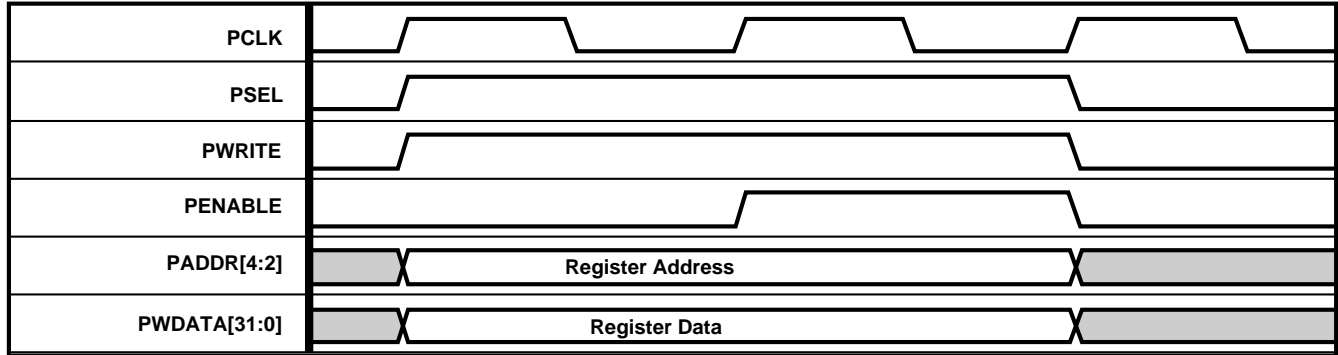 PCLK
PSEL
PWRITE
PENABLE
PADDR[4:2] Register Address
PWDATA[31:0] Register Data